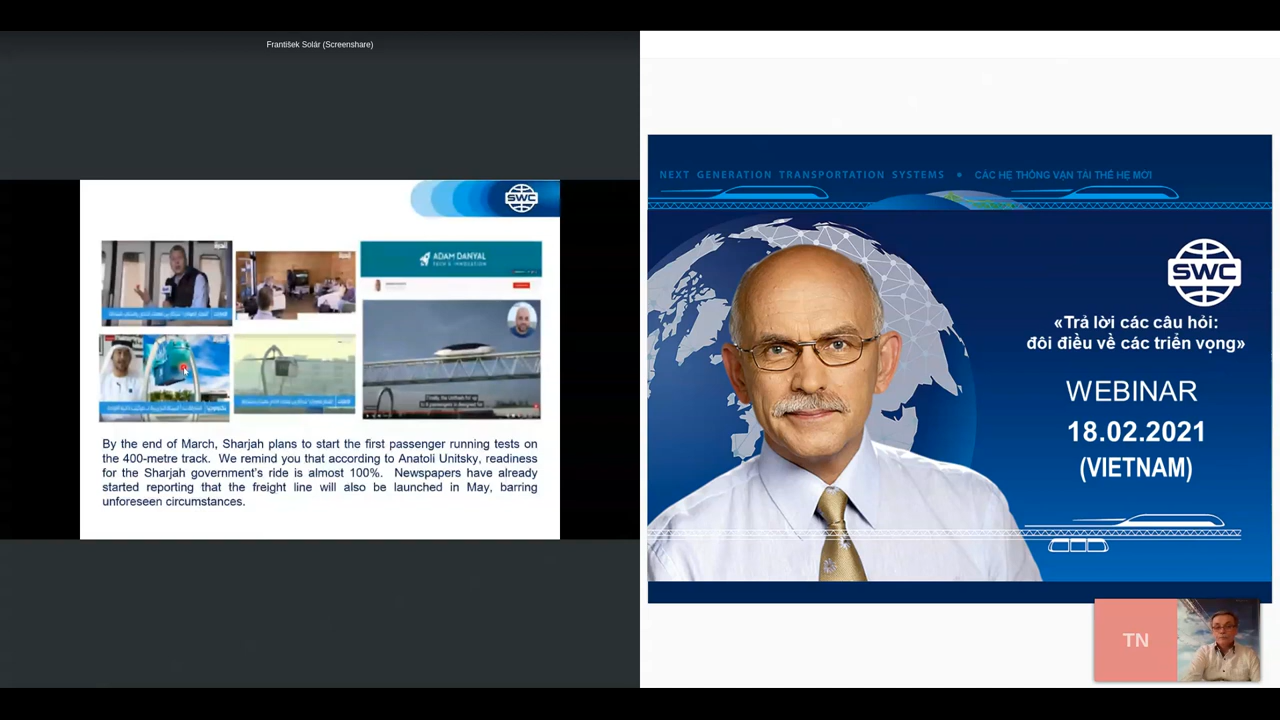 František Solár (Screenshare)
SWC
ADAM DANYAL
TECH & INNOVATION
By the end of March, Sharjah plans to start the first passenger running tests on
the 400-metre track. We remind you that according to Anatoli Unitsky, readiness
for the Sharjah government's ride is almost 100%. Newspapers have already
started reporting that the freight line will also be launched in May, barring
unforeseen circumstances.
NEXT GENERATION TRANSPORTATION SYSTEMS • CÁC HỆ THỐNG VẬN TẢI THẾ HỆ MỚI
SWC
«Trả lời các câu hỏi:
đôi điều về các triển vọng»
WEBINAR
18.02.2021
(VIETNAM)
TN